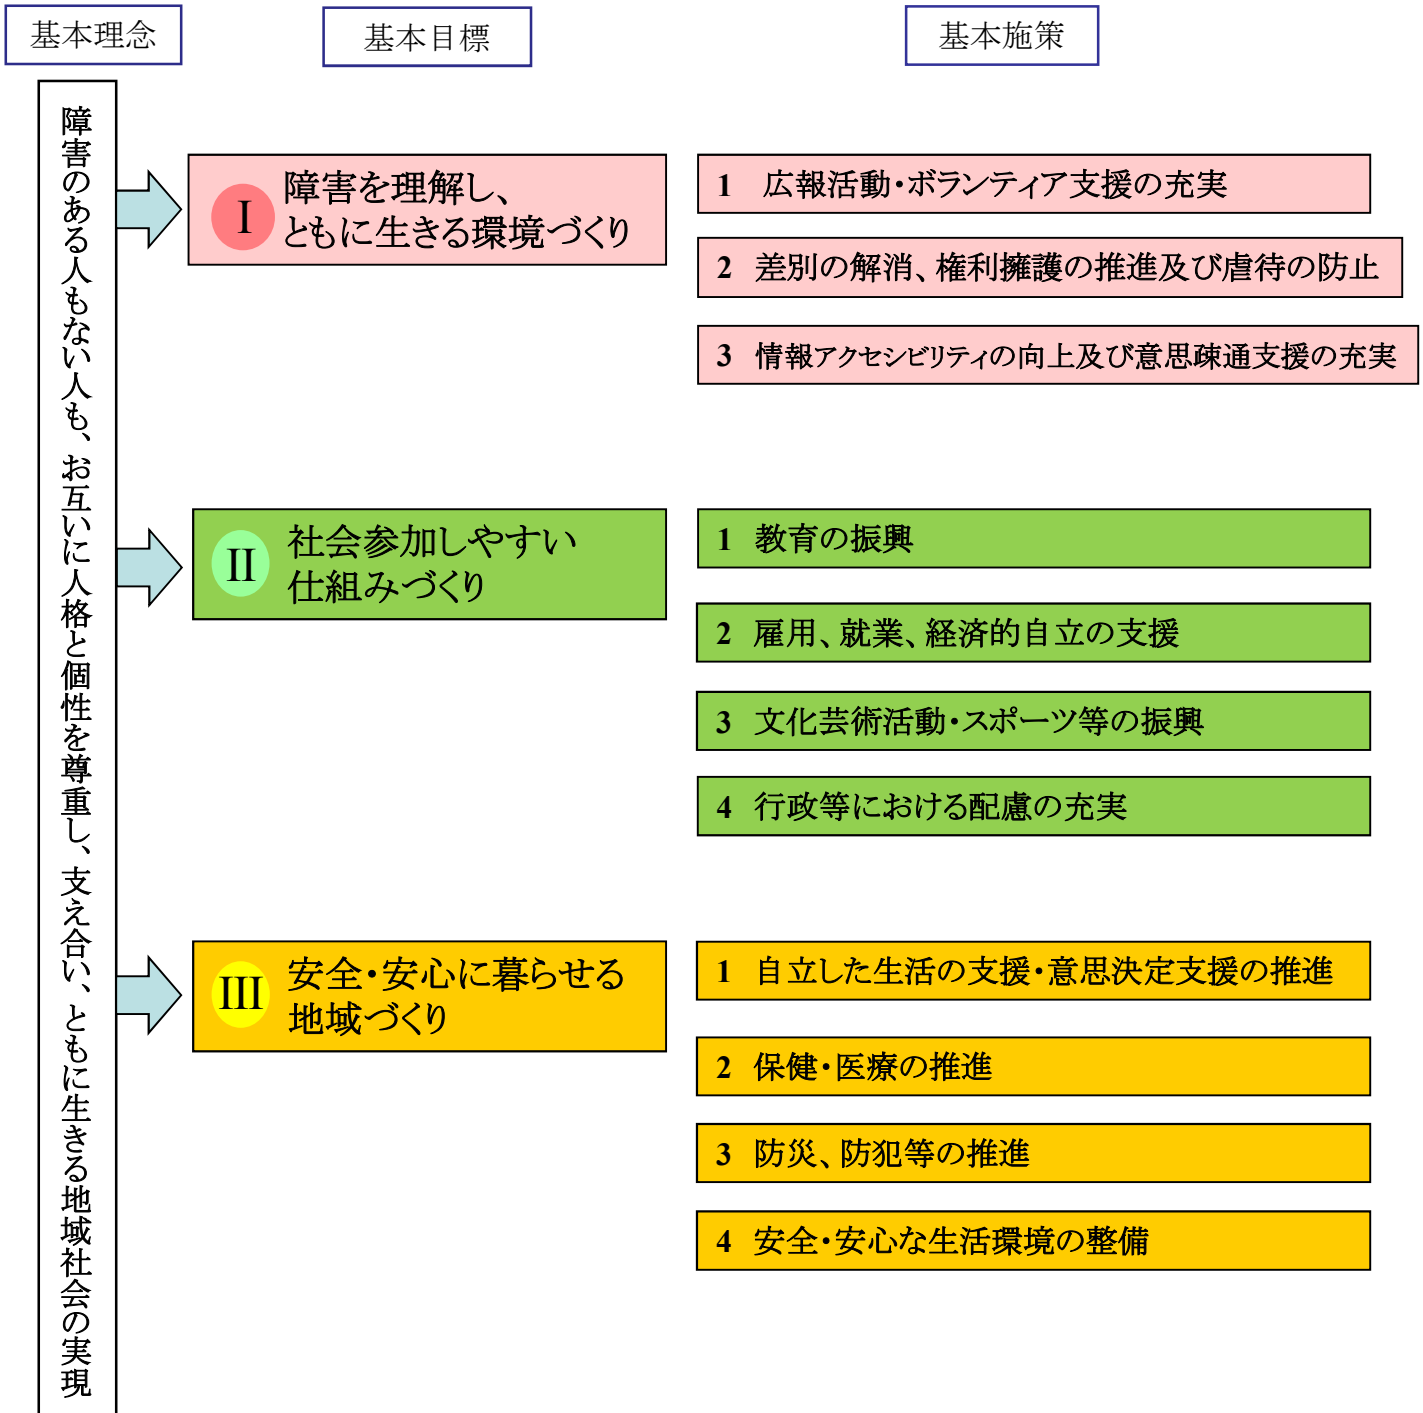 基本理念
基本目標
基本施策
障害のある人もない人も、お互いに人格と個性を尊重し、支え合い、ともに生きる地域社会の実現
I
障害を理解し、
ともに生きる環境づくり
1 広報活動・ボランティア支援の充実
2 差別の解消、権利擁護の推進及び虐待の防止
3 情報アクセシビリティの向上及び意思疎通支援の充実
II
社会参加しやすい
仕組みづくり
1 教育の振興
2 雇用、就業、経済的自立の支援
3 文化芸術活動・スポーツ等の振興
4 行政等における配慮の充実
III
安全・安心に暮らせる
地域づくり
1 自立した生活の支援・意思決定支援の推進
2 保健・医療の推進
3 防災、防犯等の推進
4 安全・安心な生活環境の整備